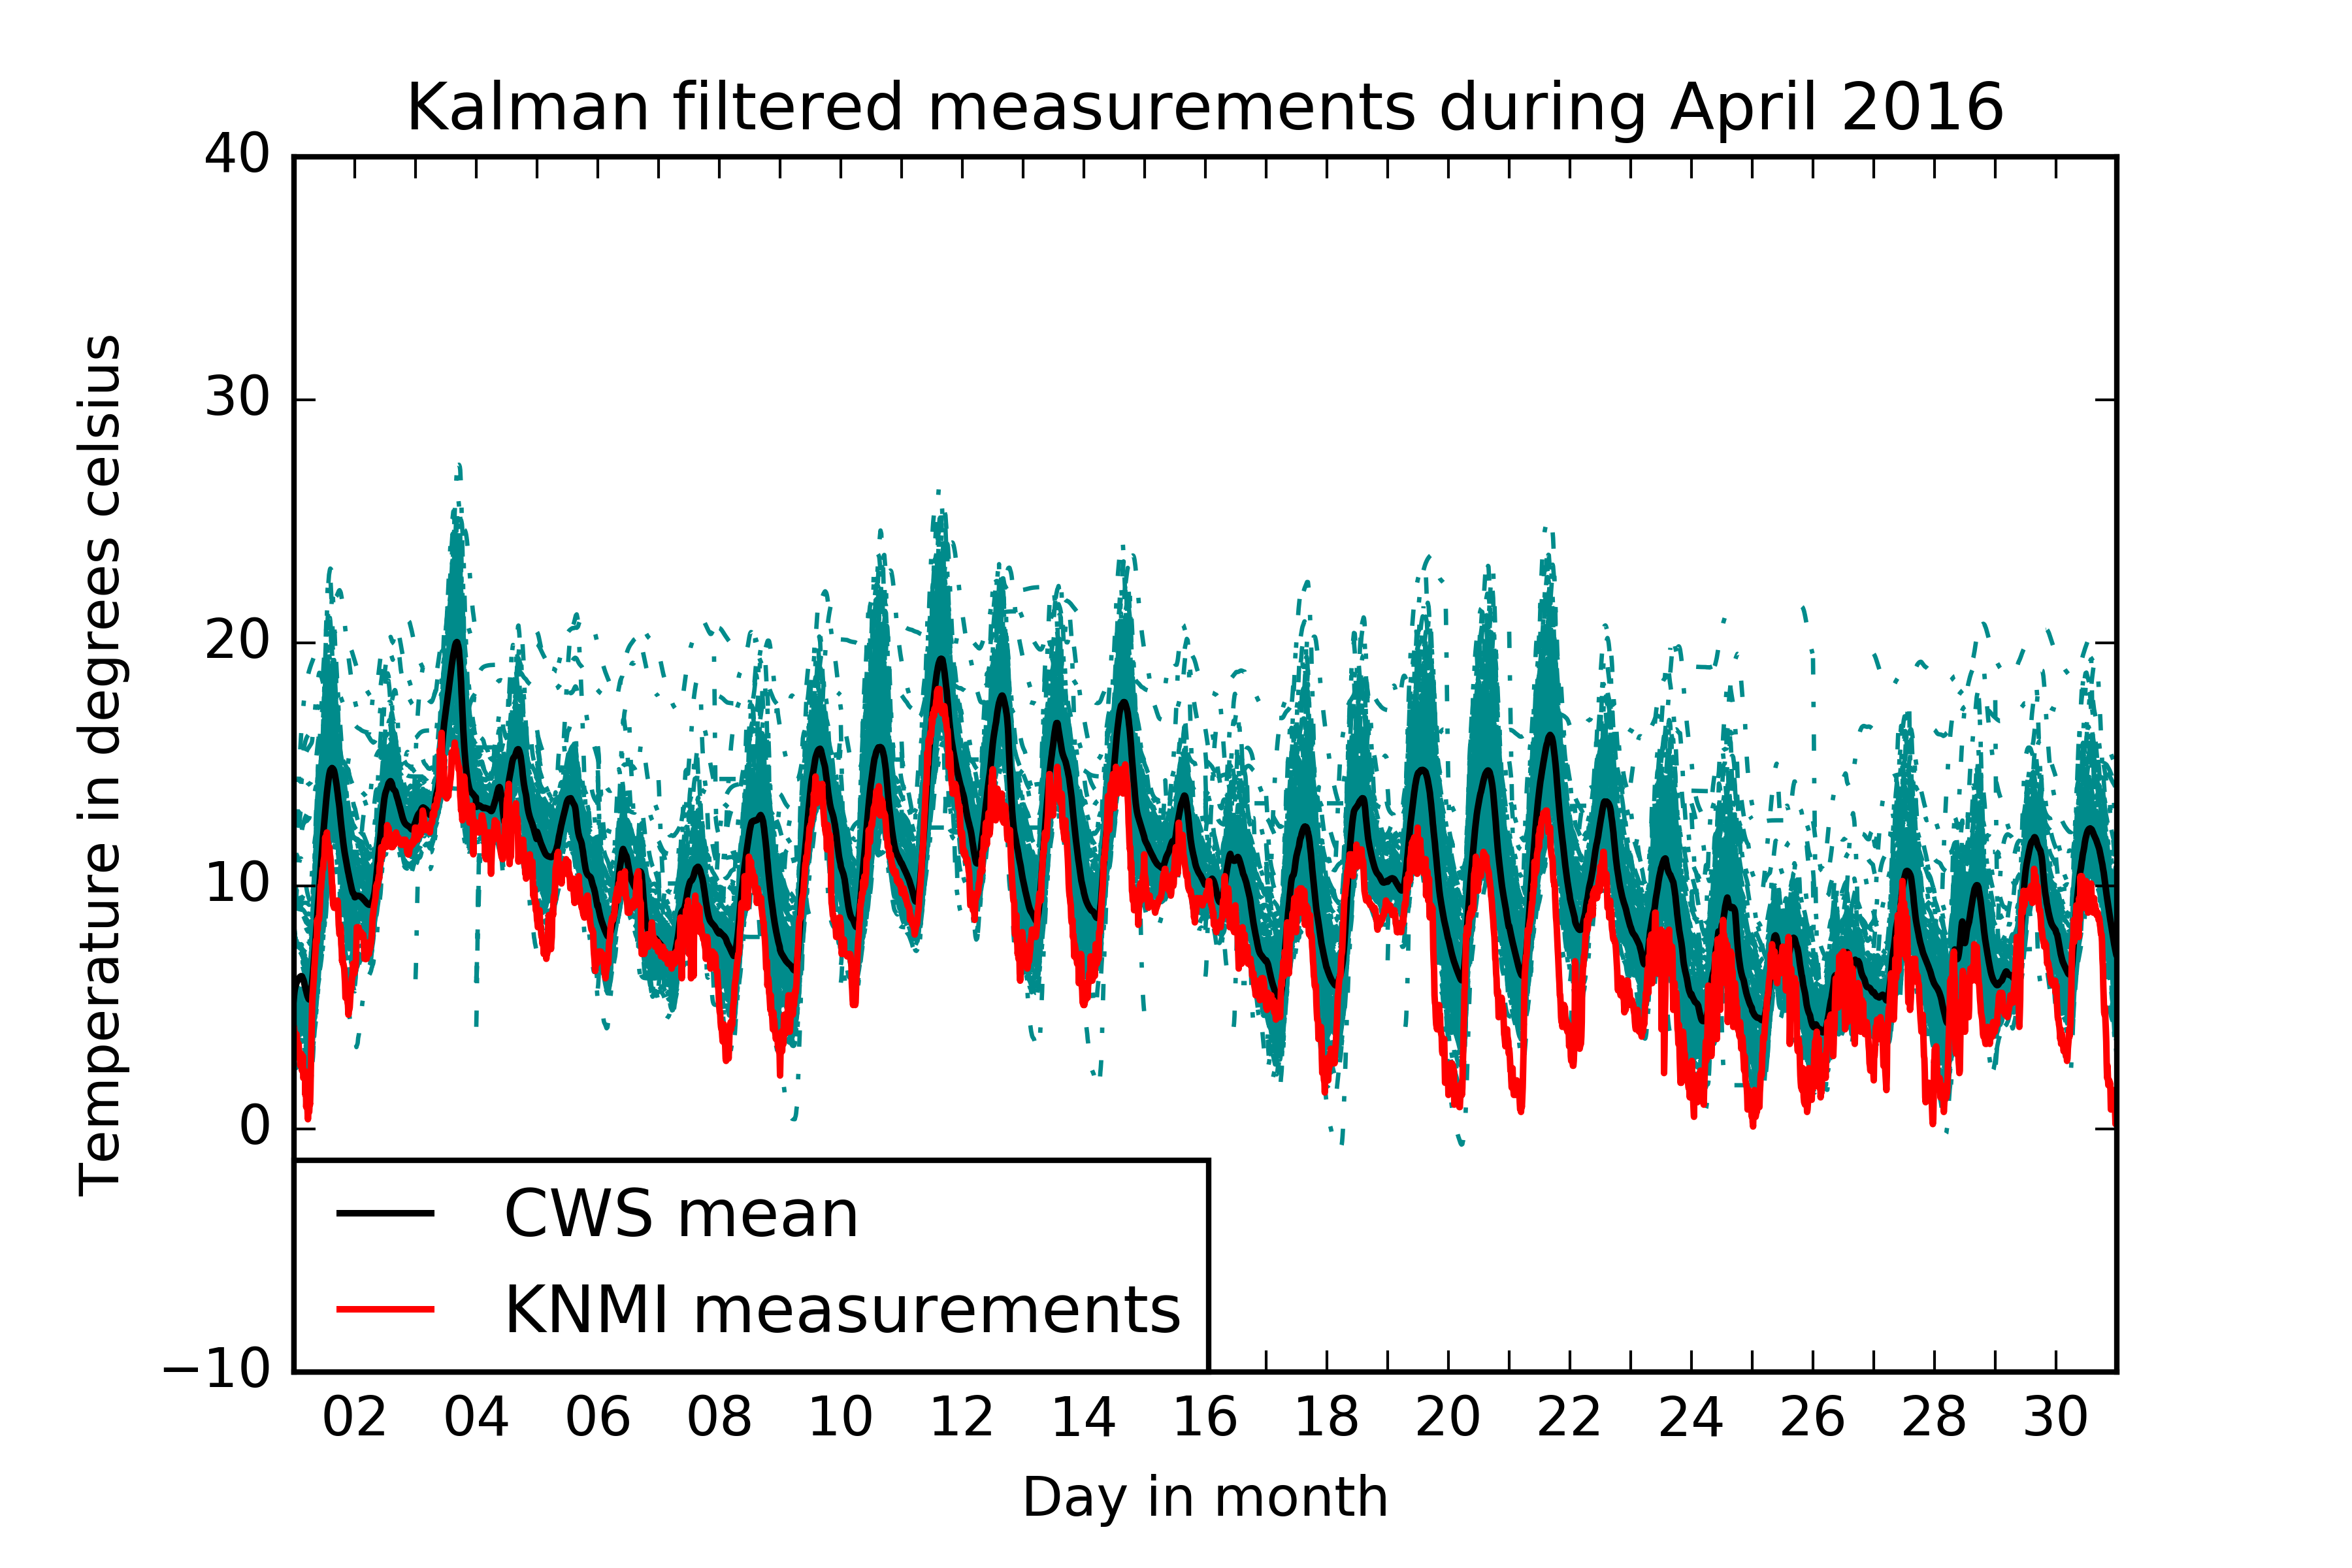 Kalman filtered measurements during April 2016
40
30
20
10
0
−10
Temperature in degrees celsius
CWS mean
KNMI measurements
02 04 06 08 10 12 14 16 18 20 22 24 26 28 30
Day in month